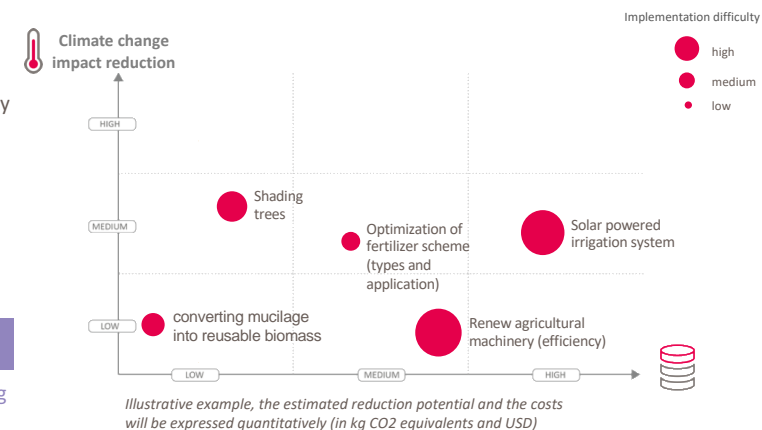 Implementation difficulty
high
medium
low
Climate change
impact reduction
y
HIGH
MEDIUM
LOW
Shading
trees
Optimization of
fertilizer scheme
(types and
application)
Solar powered
irrigation system
converting mucilage
into reusable biomass
Renew agricultural
machinery (efficiency)
LOW
MEDIUM
HIGH
g
Illustrative example, the estimated reduction potential and the costs
will be expressed quantitatively (in kg CO2 equivalents and USD)